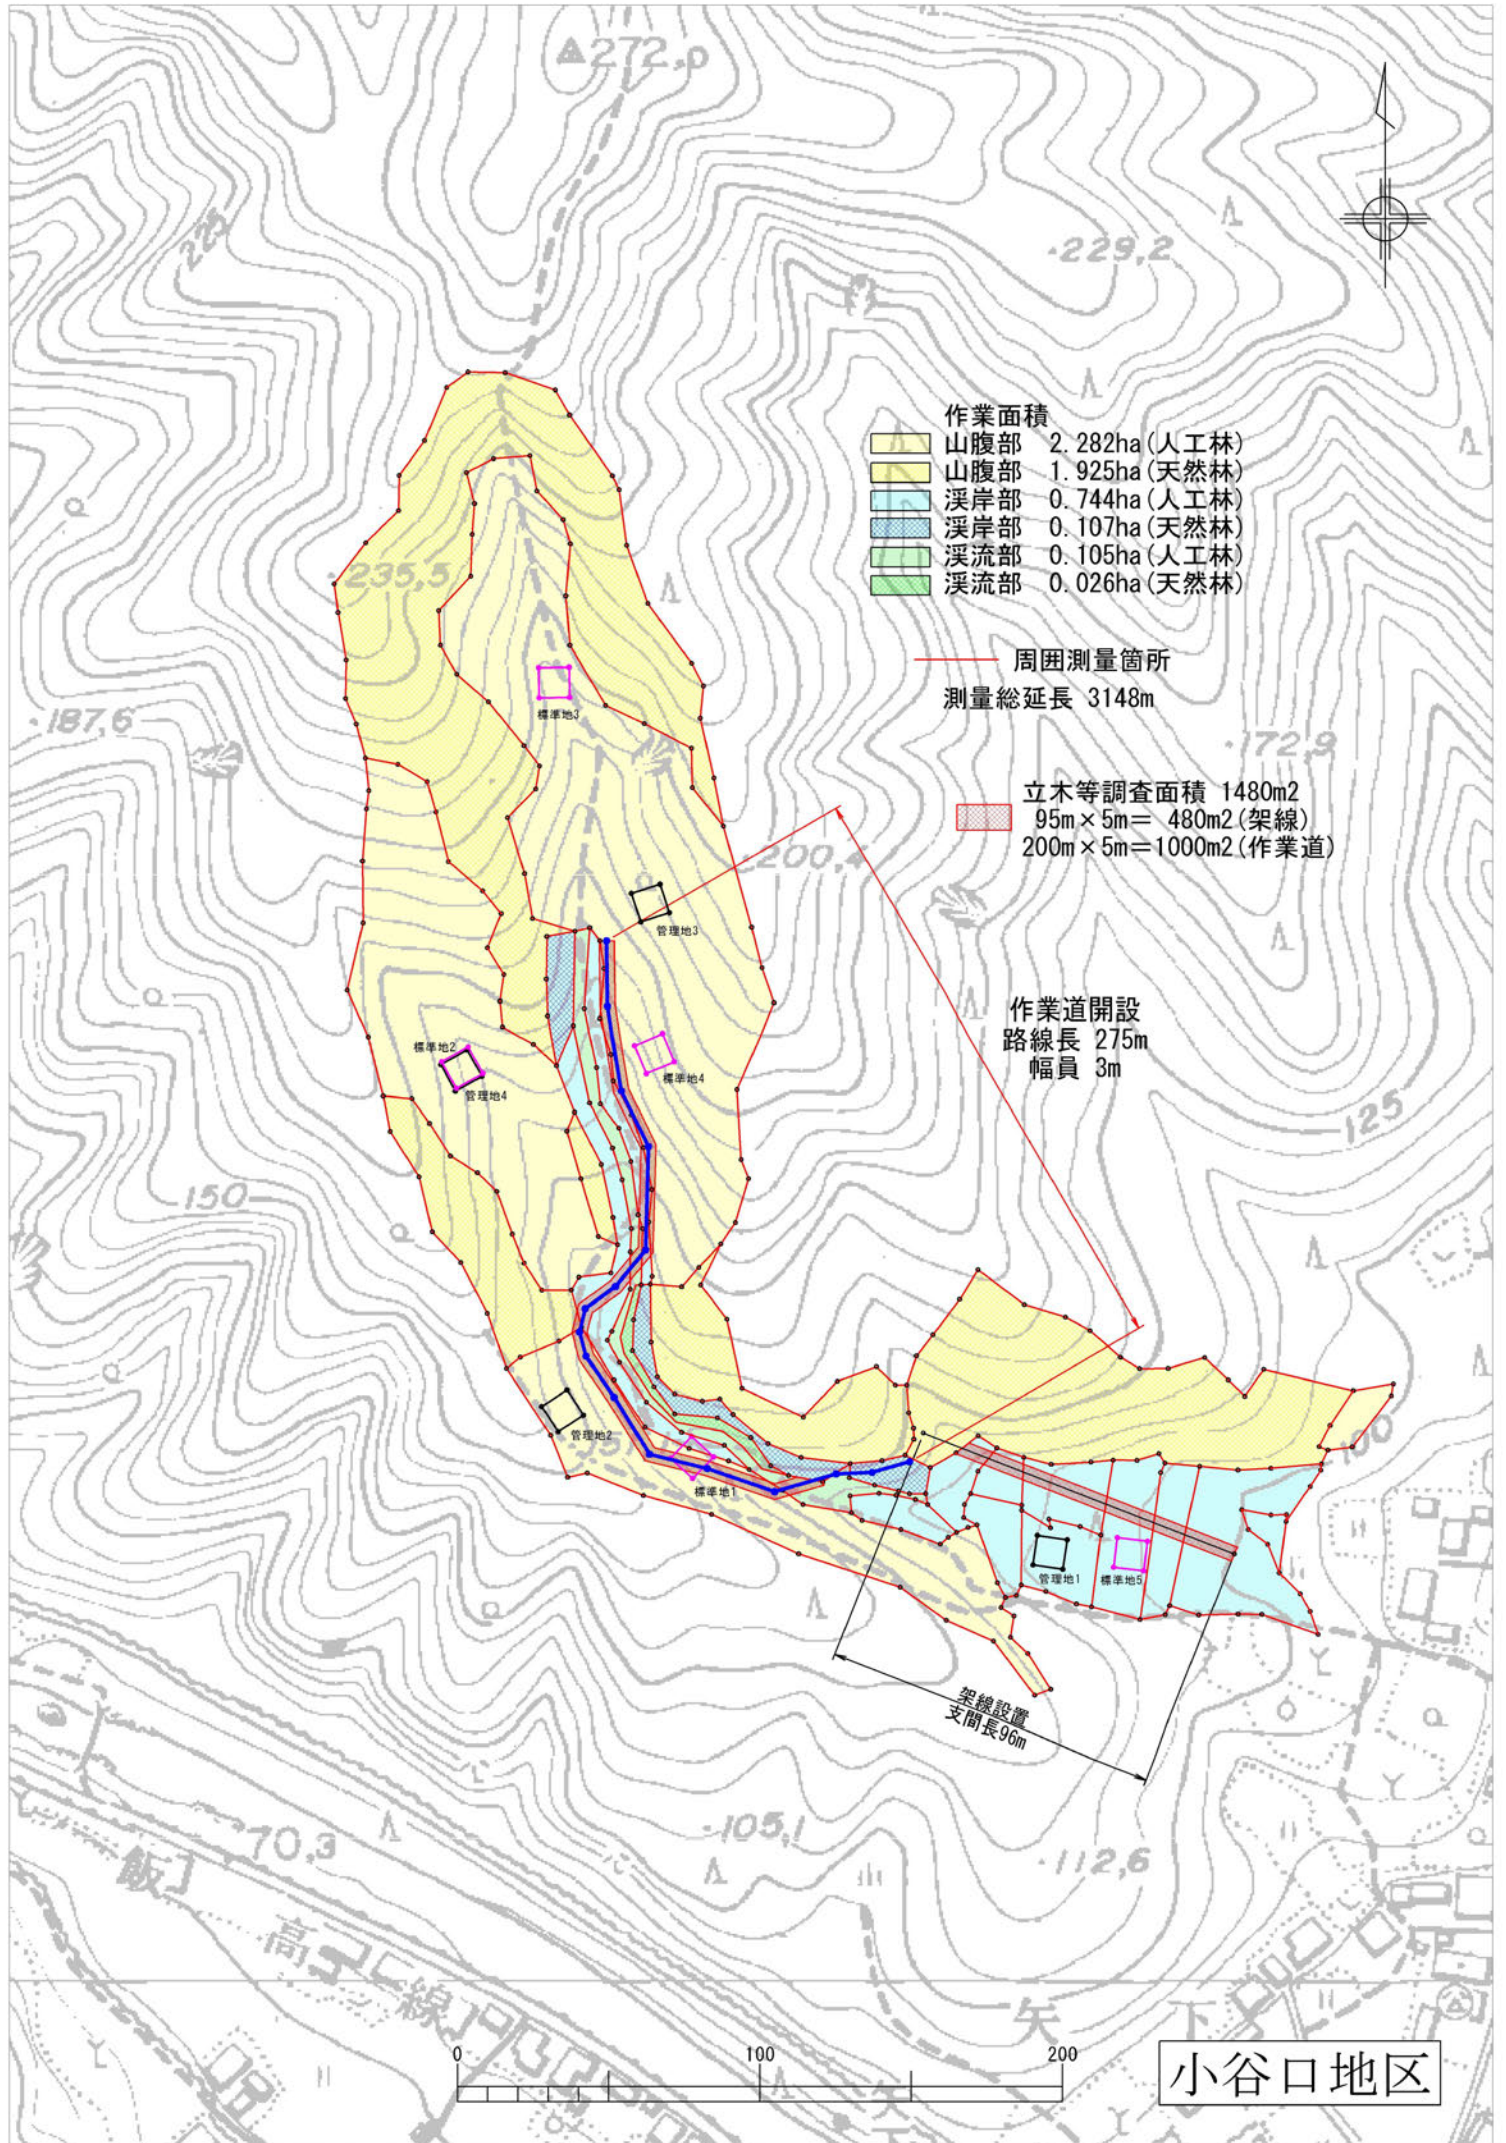 272,0
229,2
225
作業面積
山腹部 2.282ha(人工林)
山腹部 1.925ha(天然林)
渓岸部 0.744ha(人工林)
渓岸部 0.107ha(天然林)
渓流部 0.105ha(人工林)
渓流部 0.026ha(天然林)
235,5
周囲測量箇所
測量総延長 3148m
標準地3
187,6
172,9
立木等調査面積 1480m2
95m×5m= 480m2(架線)
200m×5m=1000m2(作業道)
200,4
管理地3
作業道開設
路線長 275m
幅員 3m
標準地2
標準地4
管理地4
125
150
管理地2
100
標準地1
管理地1
標準地5
架線設置
支間長96m
105,1
70,3
112,6
飯
高
線
矢
下
0
100
200
小谷口地区